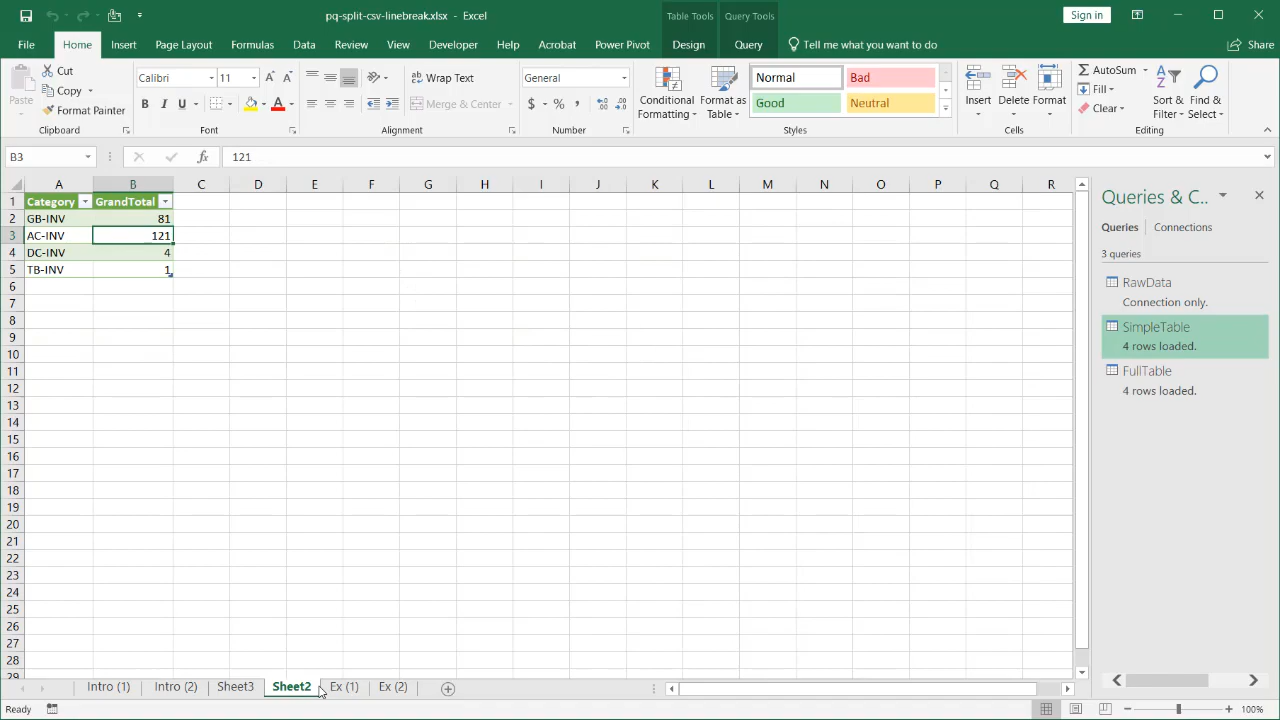 pq-split-on-linebreak.xlsx - Excel
Table Tools
Query Tools
Sign in
File Home Insert Page Layout Formulas Data Review View Developer Help Acrobat Power Pivot Design Query Tell me what you want to do Share
Paste
Cut
Copy
Format Painter
Clipboard
Calibri 11
B I U
A A
Font
Wrap Text
Merge & Center
Alignment
General
$ % ,
Number
Conditional Formatting
Format as Table
Normal Bad
Good Neutral
Styles
Insert Delete Format
Cells
AutoSum
Fill
Clear
Sort & Filter
Find & Select
Editing
B3 fx 121
A B C D E F G H I J K L M N O P Q R
1 Category GrandTotal
2 GB-INV 81
3 AC-INV 121
4 DC-INV 4
5 TB-INV 1
6
7
8
9
10
11
12
13
14
15
16
17
18
19
20
21
22
23
24
25
26
27
28
29
Queries & C..
Queries Connections
3 queries
RawData
Connection only.
SimpleTable
4 rows loaded.
FullTable
4 rows loaded.
Intro (1) Intro (2) Sheet3 Sheet2 Ex (1) Ex (2)
Ready
100%